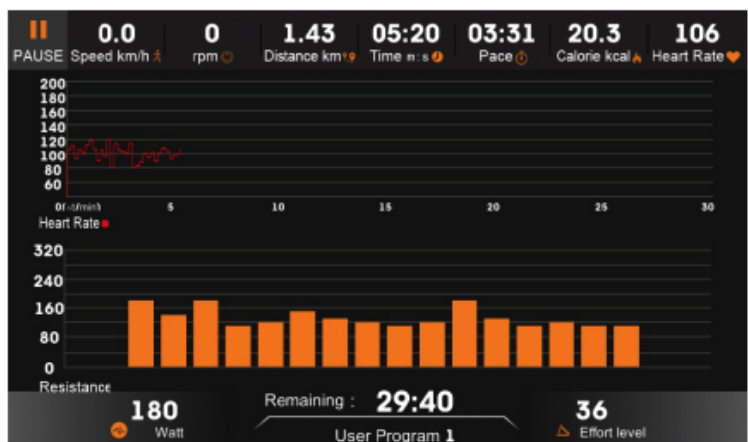 0.0 0 1.43 05:20 03:31 20.3 106
PAUSE Speed km/h rpm Distance km Time m:s Pace Calorie kcal Heart Rate
200
180
160
140
120
100
80
60
5 10 15 20 25 30
Heart Rate
320
240
160
80
0
Resistance
180 Remaining : 29:40 36
Watt User Program 1 Effort level